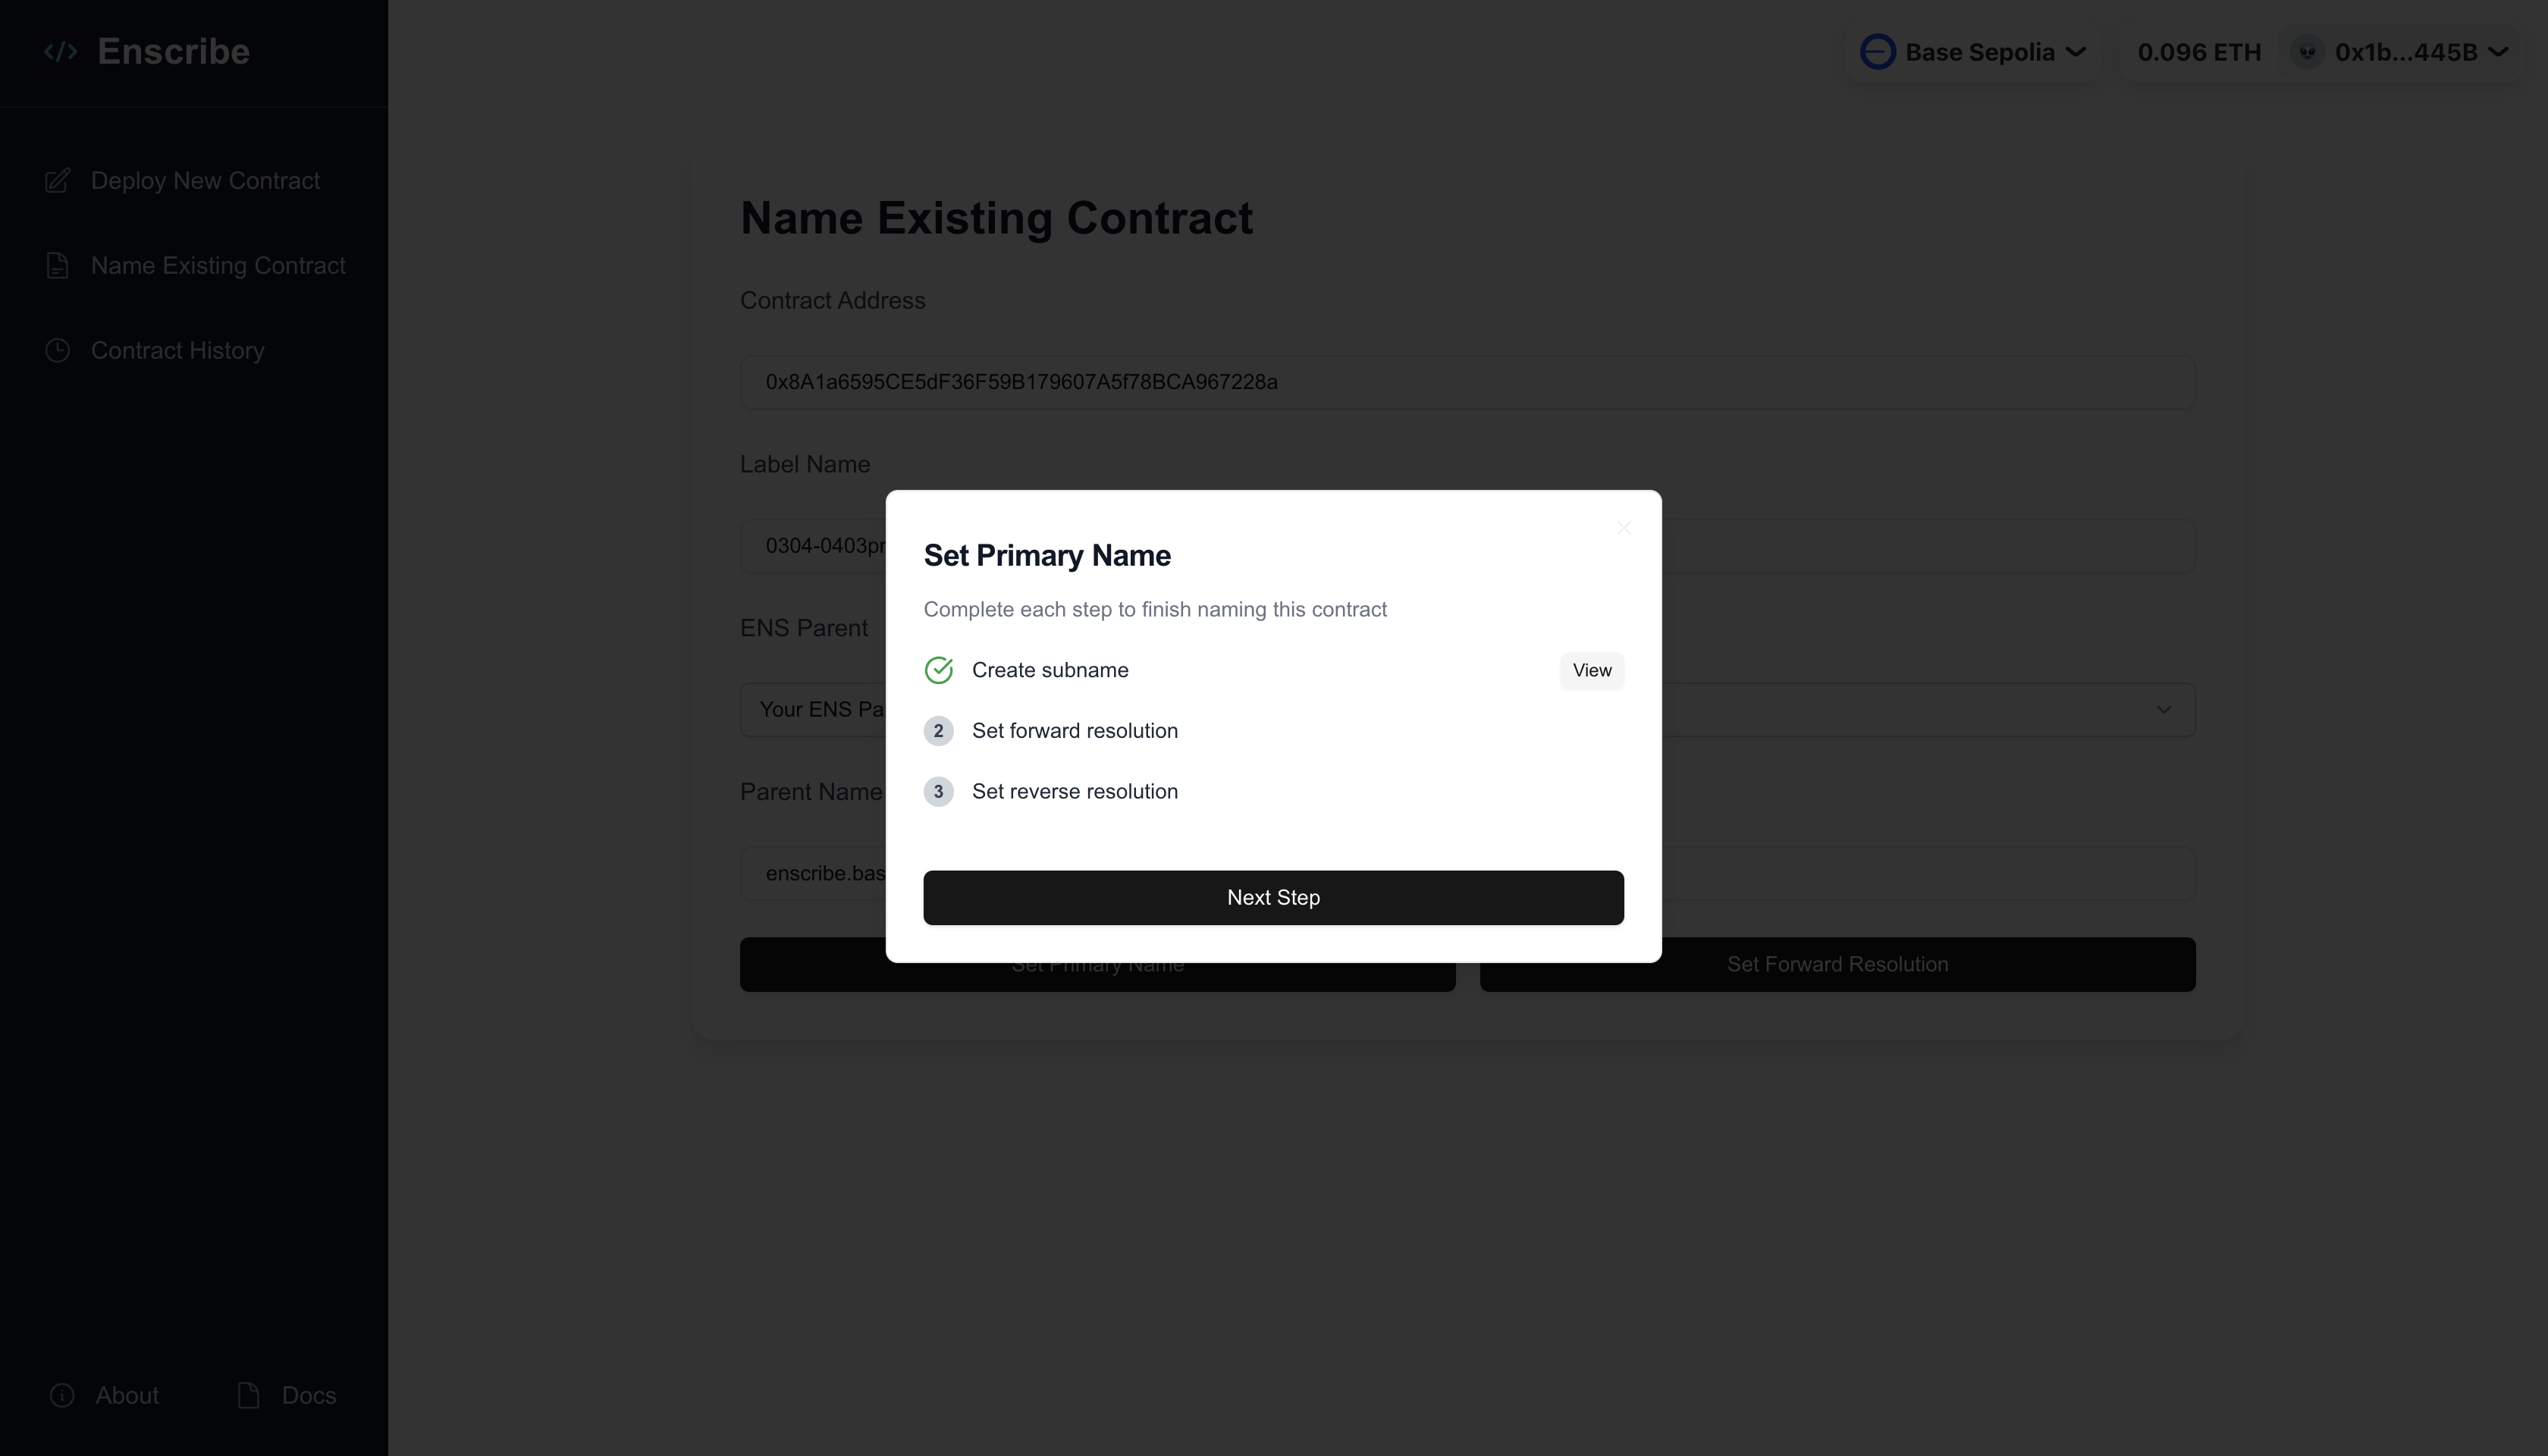 Enscribe
Deploy New Contract
Name Existing Contract
Contract History
About
Docs
Base Sepolia
0.096 ETH
0x1b...445B
Name Existing Contract
Contract Address
0x8A1a6595CE5dF36F59B179607A5f78BCA967228a
Label Name
0304-0403pr
ENS Parent
Your ENS Pa
Parent Name
enscribe.bas
Set Primary Name
Set Forward Resolution
Set Primary Name
Complete each step to finish naming this contract
Create subname
View
2 Set forward resolution
3 Set reverse resolution
Next Step